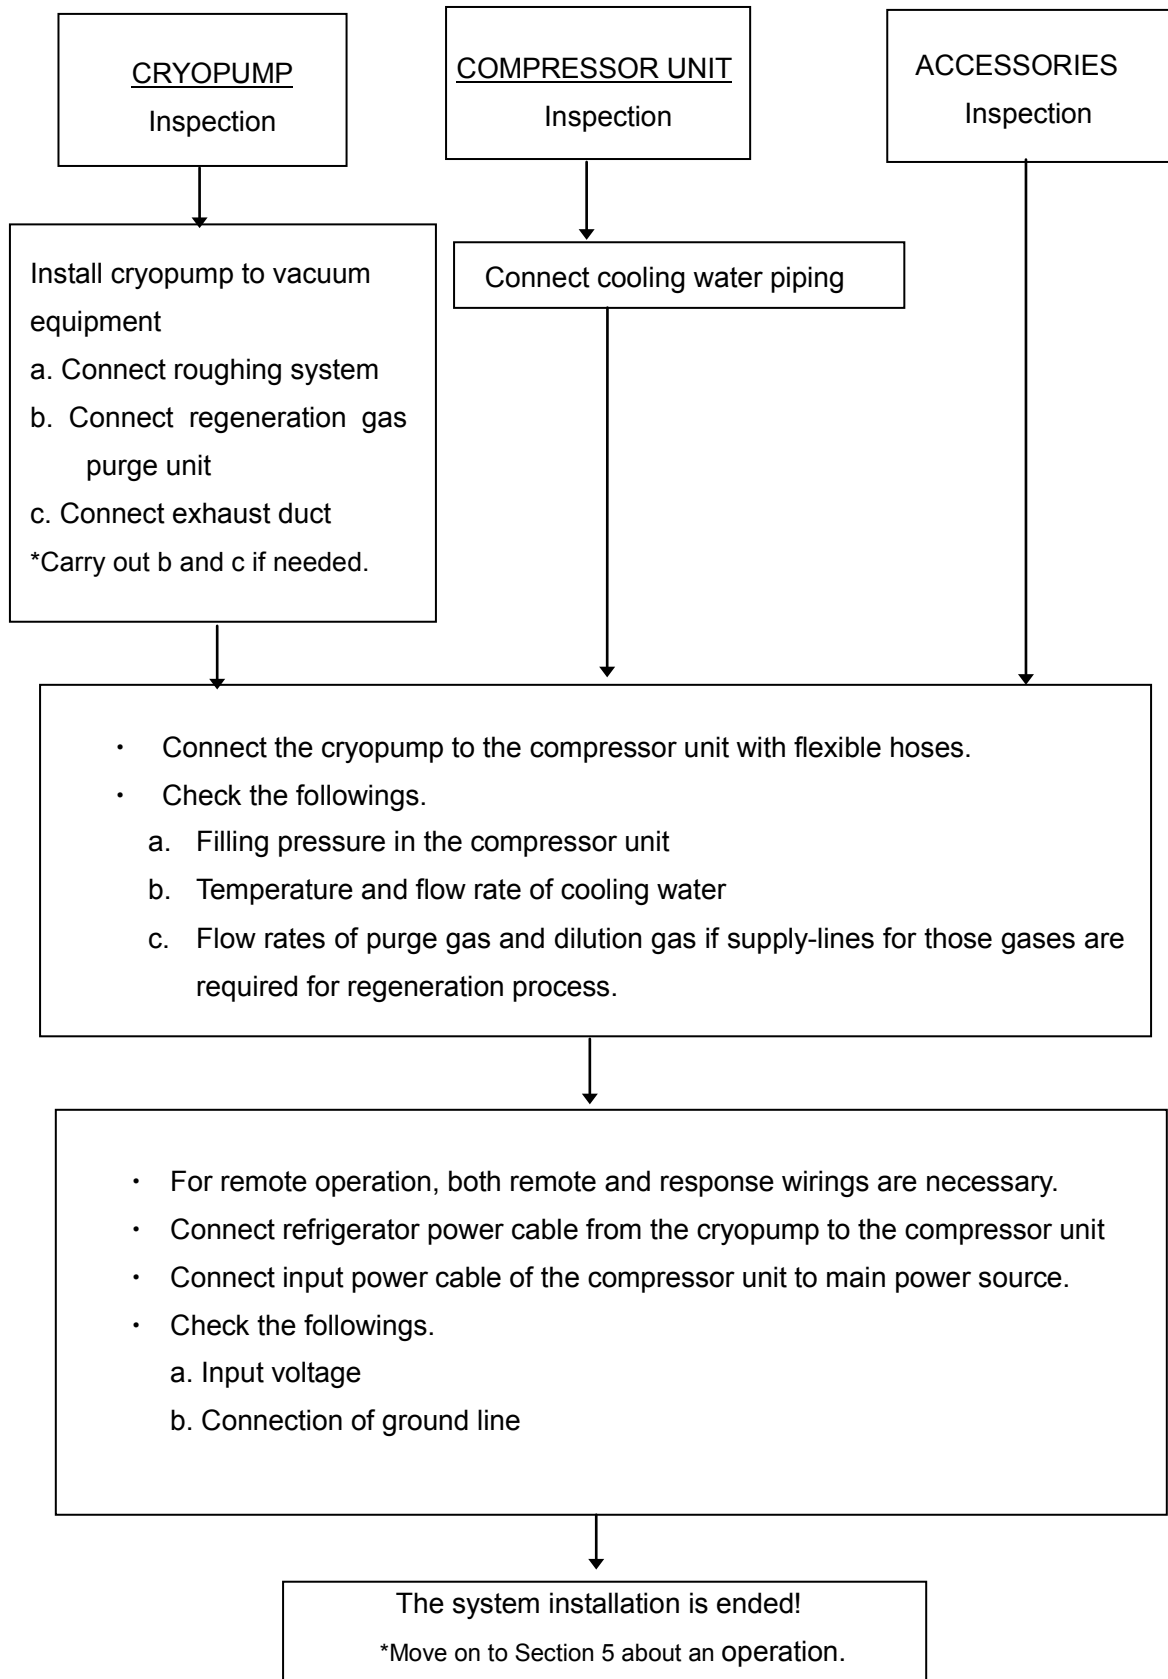 CRYOPUMP
Inspection
COMPRESSOR UNIT
Inspection
ACCESSORIES
Inspection
Install cryopump to vacuum
equipment
a. Connect roughing system
b. Connect regeneration gas
purge unit
c. Connect exhaust duct
*Carry out b and c if needed.
Connect cooling water piping
・ Connect the cryopump to the compressor unit with flexible hoses.
・ Check the followings.
a. Filling pressure in the compressor unit
b. Temperature and flow rate of cooling water
c. Flow rates of purge gas and dilution gas if supply-lines for those gases are
required for regeneration process.
・ For remote operation, both remote and response wirings are necessary.
・ Connect refrigerator power cable from the cryopump to the compressor unit
・ Connect input power cable of the compressor unit to main power source.
・ Check the followings.
a. Input voltage
b. Connection of ground line
The system installation is ended!
*Move on to Section 5 about an operation.